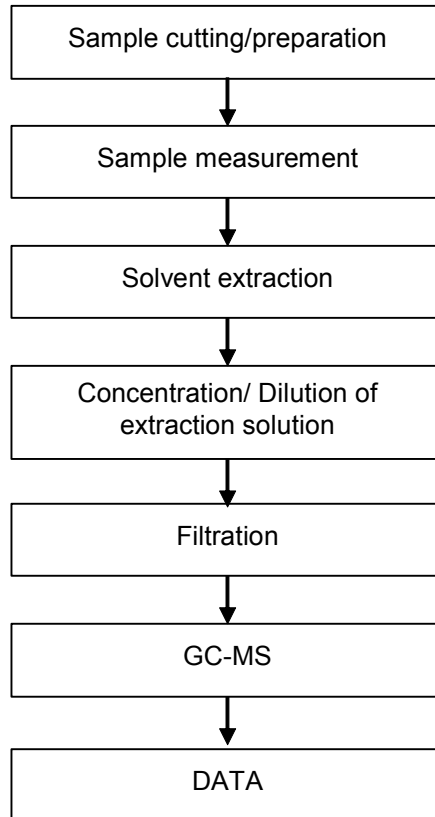 Sample cutting/preparation
Sample measurement
Solvent extraction
Concentration/ Dilution of
extraction solution
Filtration
GC-MS
DATA